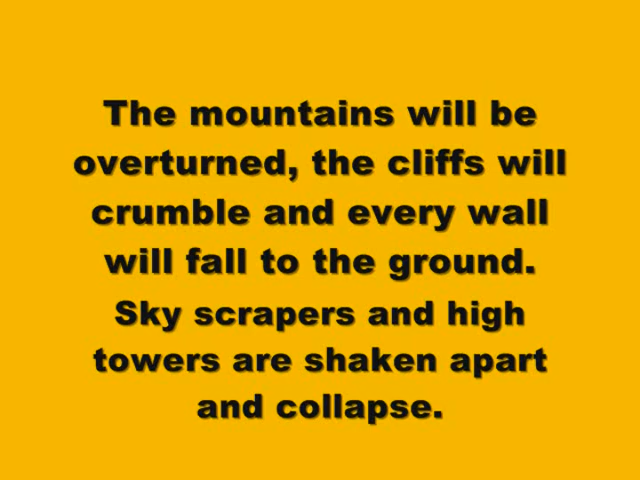 The mountains will be
overturned, the cliffs will
crumble and every wall
will fall to the ground.
Sky scrapers and high
towers are shaken apart
and collapse.